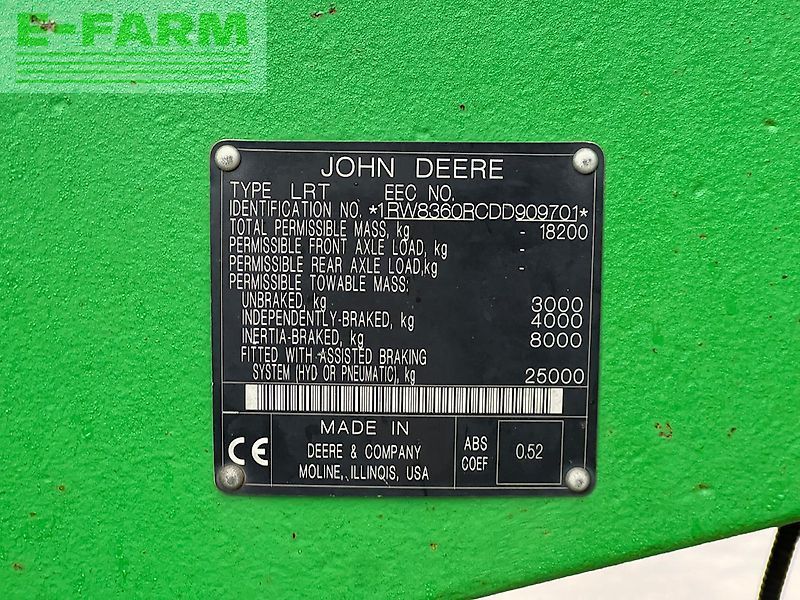 E-FARM
JOHN DEERE
TYPE LRT EEC NO.
IDENTIFICATION NO. *1RW8360RCDD909701*
TOTAL PERMISSIBLE MASS, kg - 18200
PERMISSIBLE FRONT AXLE LOAD, kg -
PERMISSIBLE REAR AXLE LOAD,kg -
PERMISSIBLE TOWABLE MASS:
UNBRAKED, kg 3000
INDEPENDENTLY-BRAKED, kg 4000
INERTIA-BRAKED, kg 8000
FITTED WITH ASSISTED BRAKING
SYSTEM (HYD OR PNEUMATIC), kg 25000
CE
MADE IN
DEERE & COMPANY
MOLINE, ILLINOIS, USA
ABS
COEF
0.52